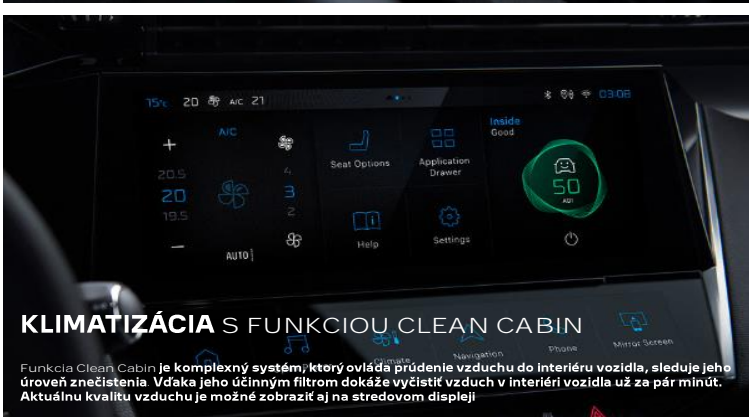 15°c 20 A/C 21 03:08
A/C
Inside
Good
+
20.5
20
19.5
−
4
3
2
AUTO
Seat Options
Application
Drawer
Help
Settings
50
AQI
KLIMATIZÁCIA S FUNKCIOU CLEAN CABIN
Climate Navigation Phone Mirror Screen
Funkcia Clean Cabin je komplexný systém, ktorý ovláda prúdenie vzduchu do interiéru vozidla, sleduje jeho
úroveň znečistenia. Vďaka jeho účinným filtrom dokáže vyčistiť vzduch v interiéri vozidla už za pár minút.
Aktuálnu kvalitu vzduchu je možné zobraziť aj na stredovom displeji